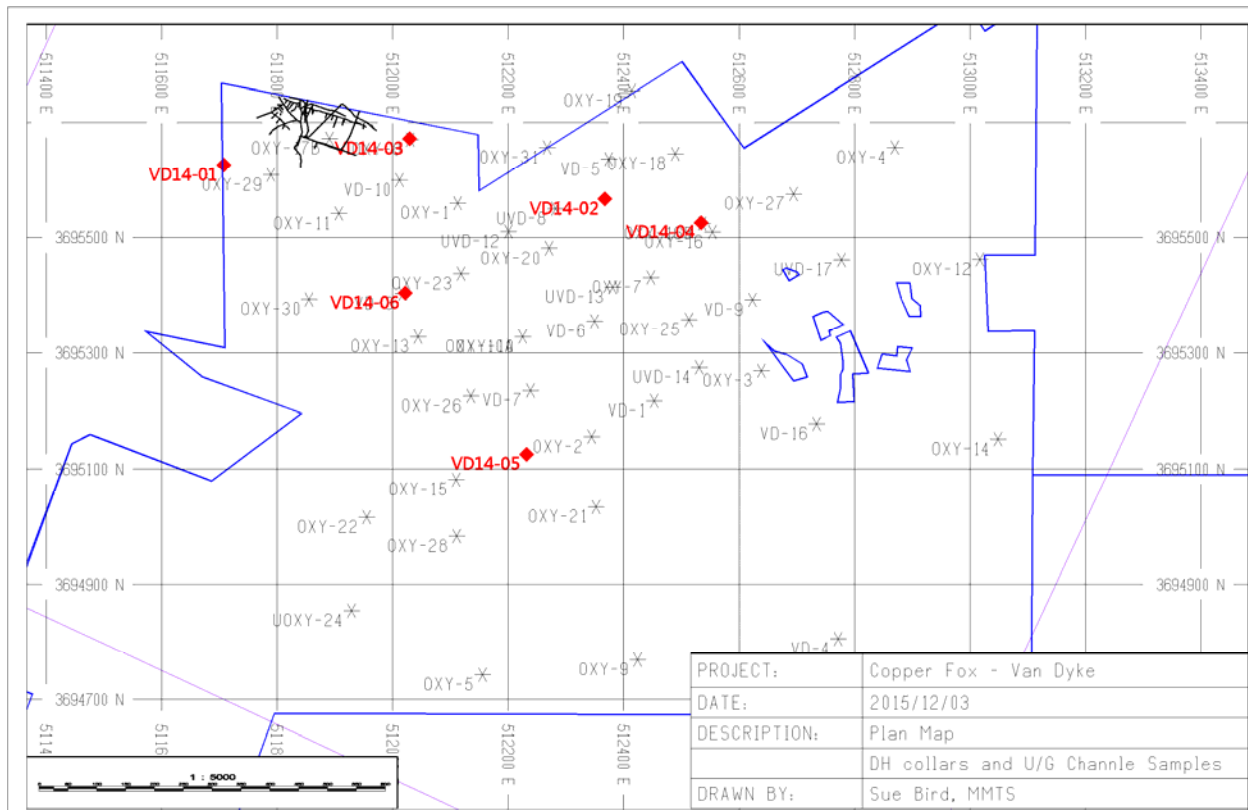 511400 E
511600 E
511800 E
512000 E
512200 E
512400 E
512600 E
512800 E
513000 E
513200 E
513400 E
OXY-19
VD14-03
OXY-31
VD-5
OXY-18
OXY-4
VD14-01
OXY-29
VD-10
OXY-27
OXY-11
OXY-1
UVD-8
VD14-02
VD14-04
OXY-16
3695500 N
UVD-12
OXY-20
3695500 N
UVD-17
OXY-12
OXY-23
OXY-7
UVD-13
OXY-30
VD14-06
VD-9
VD-6
OXY-25
3695300 N
OXY-13
3695300 N
UVD-14
OXY-3
OXY-26
VD-7
VD-1
VD-16
OXY-14
OXY-2
3695100 N
VD14-05
3695100 N
OXY-15
OXY-22
OXY-21
OXY-28
3694900 N
3694900 N
UOXY-24
VD-4
OXY-9
OXY-5
3694700 N
PROJECT: Copper Fox - Van Dyke
DATE: 2015/12/03
DESCRIPTION: Plan Map
DH collars and U/G Channle Samples
DRAWN BY: Sue Bird, MMTS
512200 E
1 : 5000